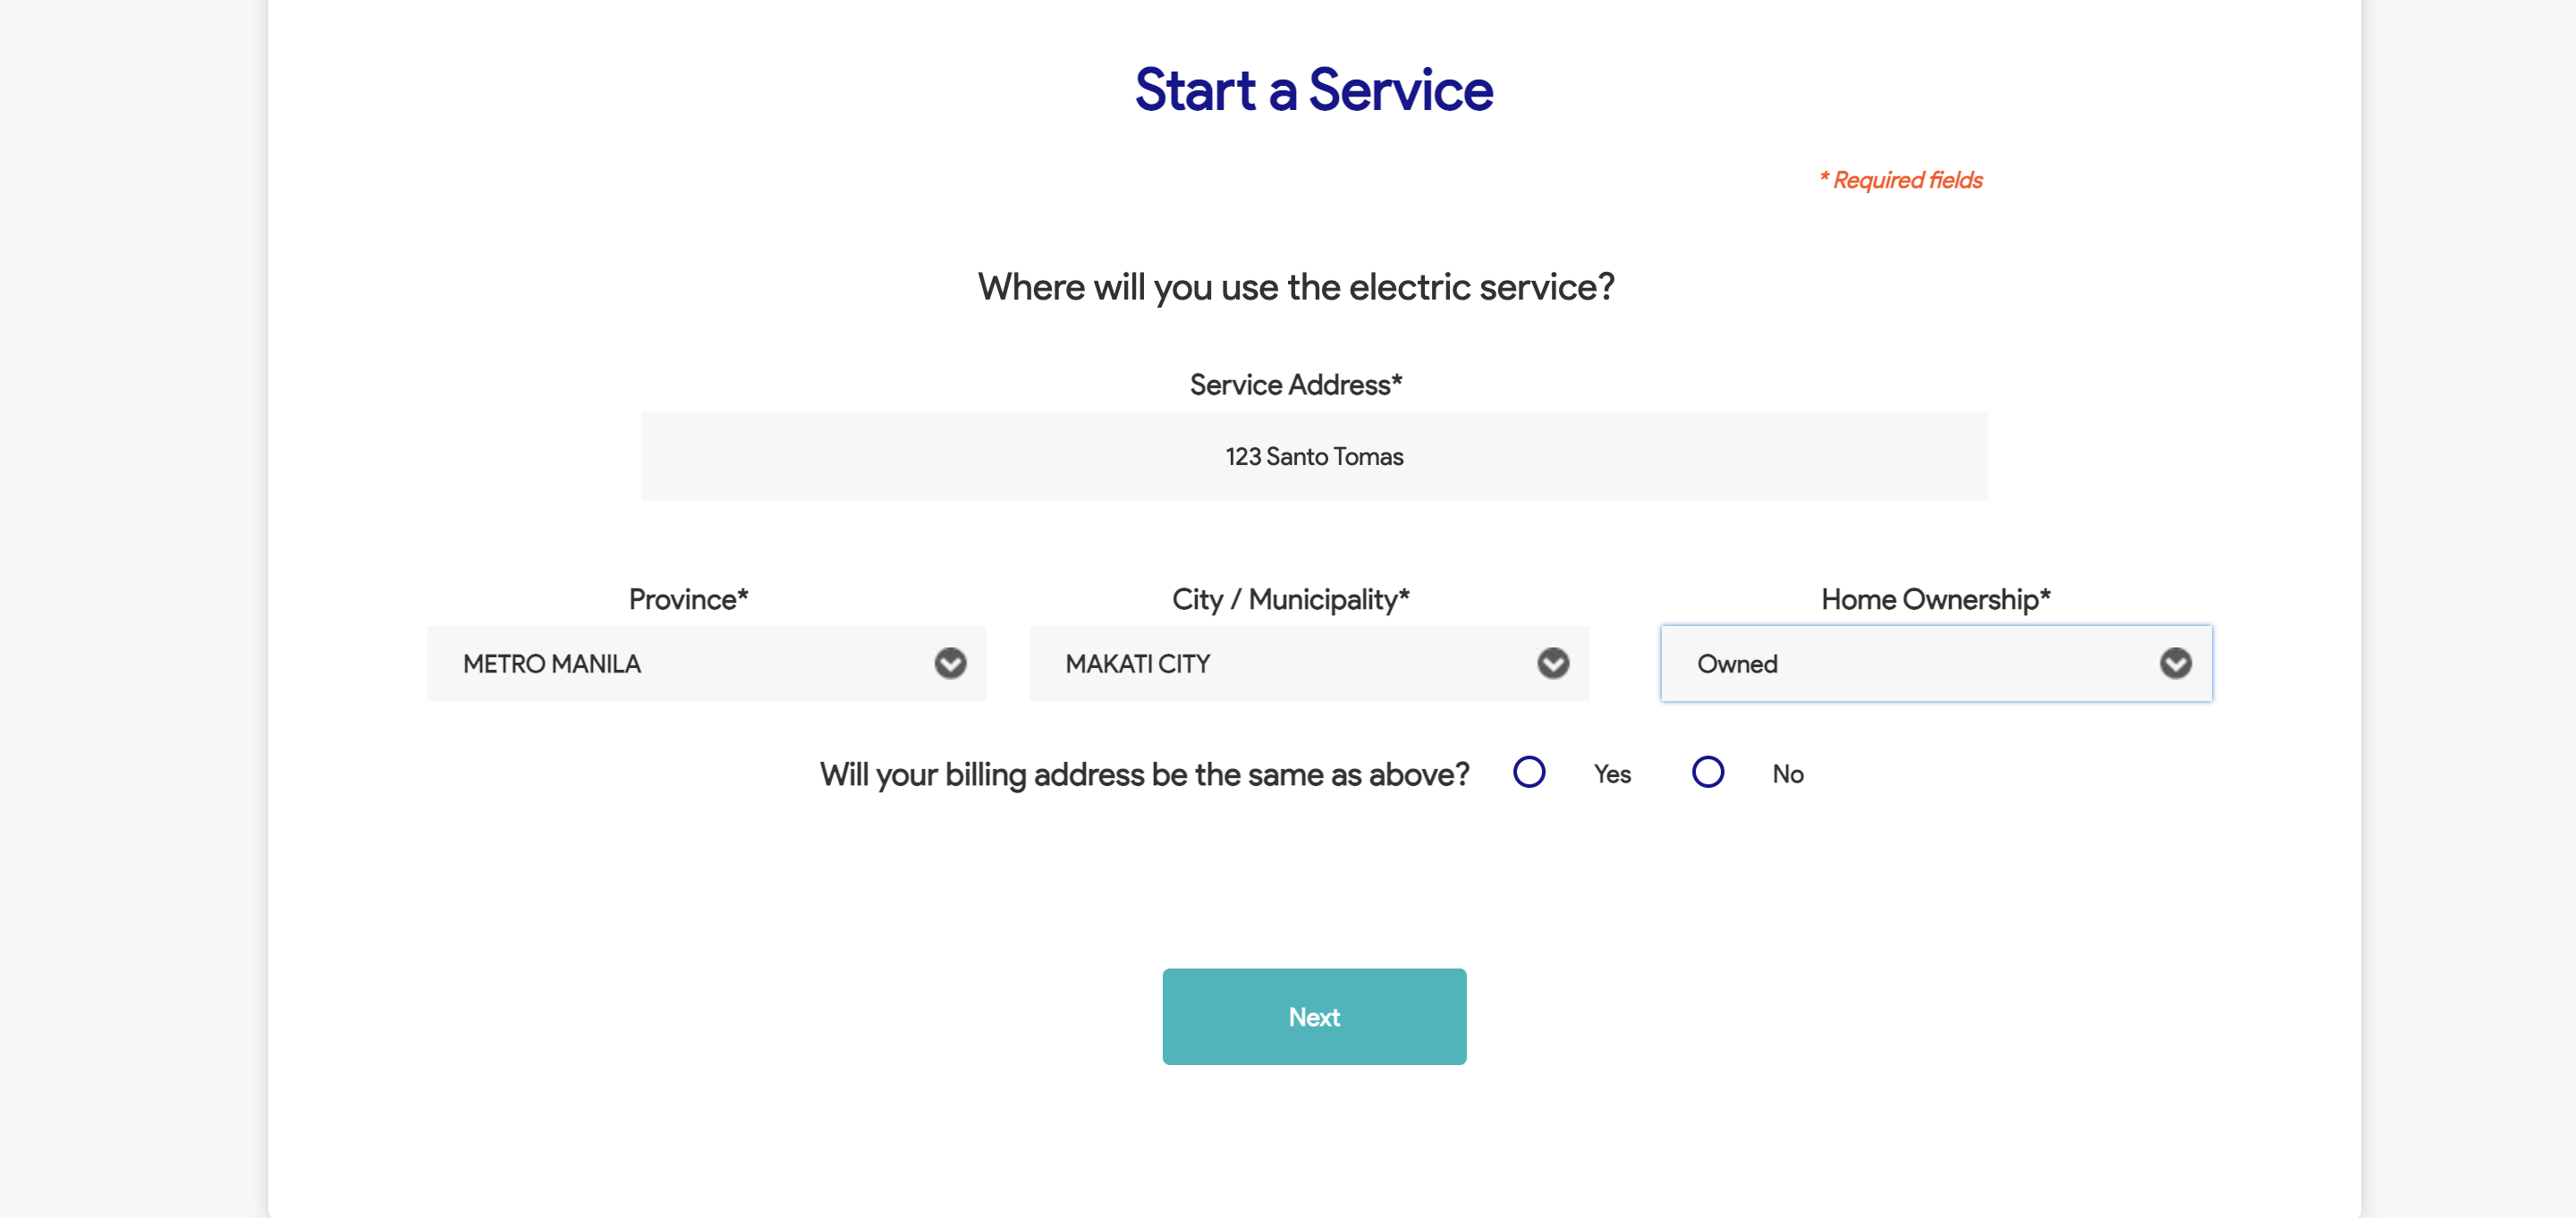 Start a Service
* Required fields
Where will you use the electric service?
Service Address*
123 Santo Tomas
Province*
City / Municipality*
Home Ownership*
METRO MANILA
MAKATI CITY
Owned
Will your billing address be the same as above? Yes No
Next